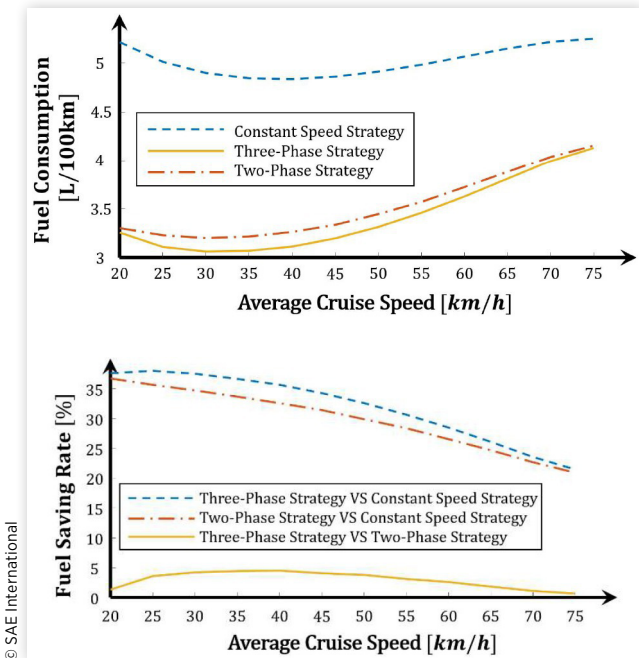 Fuel Consumption
[L/100km]
5
4.5
4
3.5
3
Constant Speed Strategy
Three-Phase Strategy
Two-Phase Strategy
20 25 30 35 40 45 50 55 60 65 70 75
Average Cruise Speed [km/h]
Fuel Saving Rate [%]
35
30
25
20
15
10
5
0
Three-Phase Strategy VS Constant Speed Strategy
Two-Phase Strategy VS Constant Speed Strategy
Three-Phase Strategy VS Two-Phase Strategy
20 25 30 35 40 45 50 55 60 65 70 75
Average Cruise Speed [km/h]
© SAE International